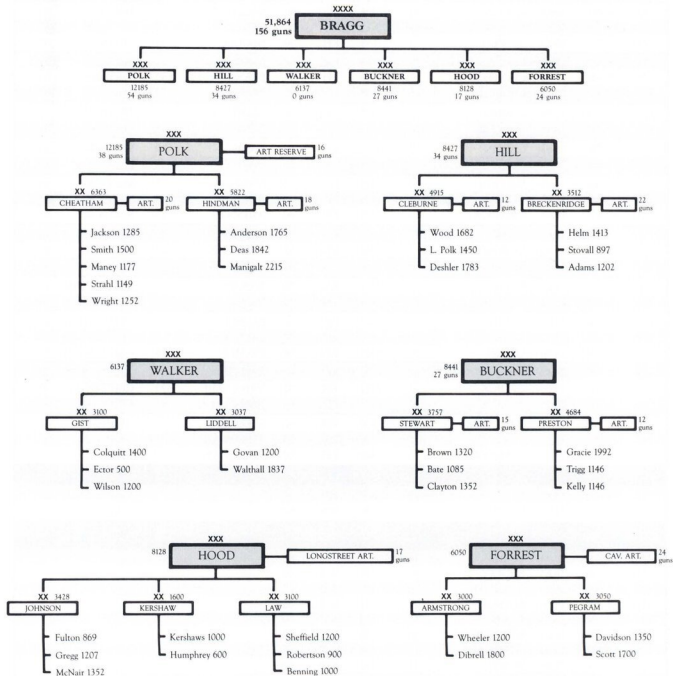 XXXX
51,864
156 guns
BRAGG
XXX XXX XXX XXX XXX XXX
POLK HILL WALKER BUCKNER HOOD FORREST
12185 8427 6137 8441 8128 6050
54 guns 34 guns 0 guns 27 guns 17 guns 24 guns
XXX
12185
38 guns
POLK
ART RESERVE
16
guns
XX 6363
CHEATHAM
ART.
20
guns
Jackson 1285
Smith 1500
Maney 1177
Strahl 1149
Wright 1252
XX 5822
HINDMAN
ART.
18
guns
Anderson 1765
Deas 1842
Manigalt 2215
XXX
8427
34 guns
HILL
XX 4915
CLEBURNE
ART.
12
guns
Wood 1682
L. Polk 1450
Deshler 1783
XX 3512
BRECKENRIDGE
ART.
22
guns
Helm 1413
Stovall 897
Adams 1202
XXX
6137
WALKER
XX 3100
GIST
Colquitt 1400
Ector 500
Wilson 1200
XX 3037
LIDDELL
Govan 1200
Walthall 1837
XXX
8441
27 guns
BUCKNER
XX 3757
STEWART
ART.
15
guns
Brown 1320
Bate 1085
Clayton 1352
XX 4684
PRESTON
ART.
12
guns
Gracie 1992
Trigg 1146
Kelly 1146
XXX
8128
HOOD
LONGSTREET ART.
17
guns
XX 3428
JOHNSON
Fulton 869
Gregg 1207
McNair 1352
XX 1600
KERSHAW
Kershaws 1000
Humphrey 600
XX 3100
LAW
Sheffield 1200
Robertson 900
Benning 1000
XXX
6050
FORREST
CAV. ART.
24
guns
XX 3000
ARMSTRONG
Wheeler 1200
Dibrell 1800
XX 3050
PEGRAM
Davidson 1350
Scott 1700